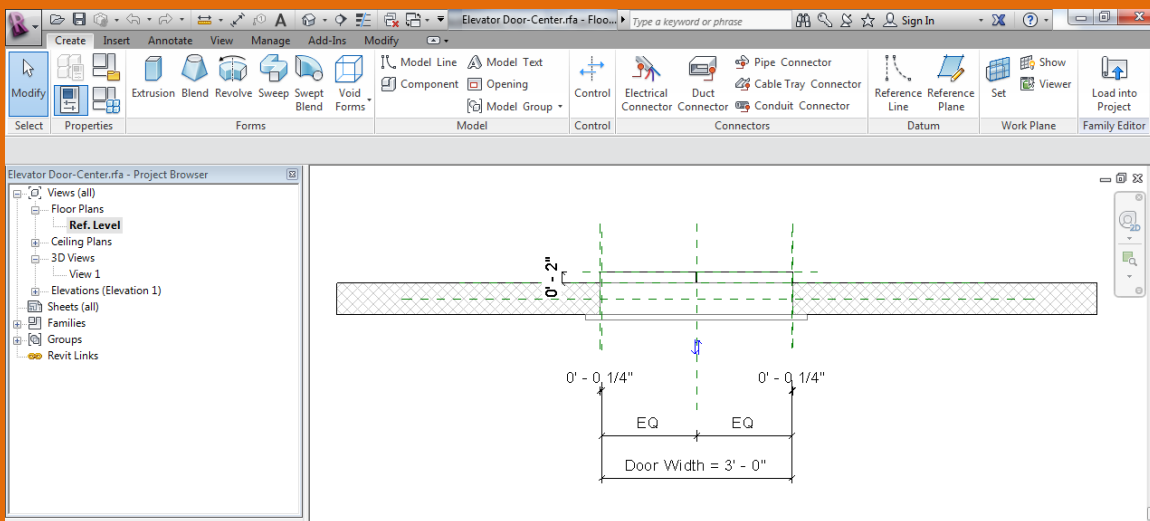 Elevator Door-Center.rfa - Floo...
Type a keyword or phrase
Sign In
Create Insert Annotate View Manage Add-Ins Modify
Modify
Extrusion Blend Revolve Sweep Swept Blend Void Forms
Model Line Model Text
Component Opening
Model Group
Control
Electrical Connector Duct Connector
Pipe Connector
Cable Tray Connector
Conduit Connector
Reference Line Reference Plane
Set Show
Viewer
Load into Project
Select Properties Forms Model Control Connectors Datum Work Plane Family Editor
Elevator Door-Center.rfa - Project Browser
Views (all)
Floor Plans
Ref. Level
Ceiling Plans
3D Views
View 1
Elevations (Elevation 1)
Sheets (all)
Families
Groups
Revit Links
2D
0' - 2"
0' - 0 1/4" 0' - 0 1/4"
EQ EQ
Door Width = 3' - 0"